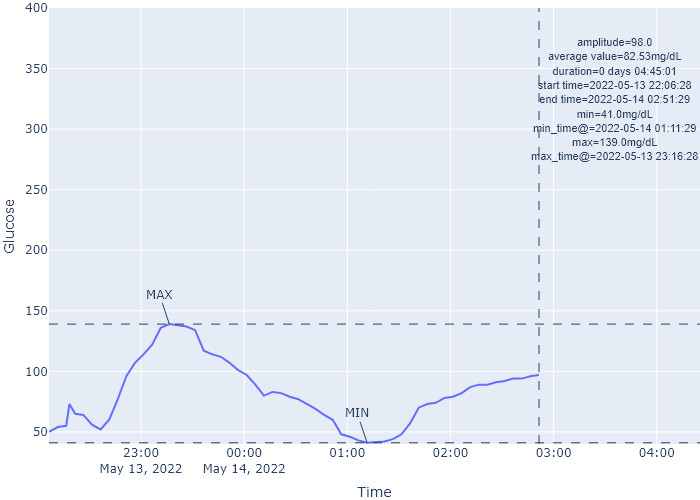 400
350
300
250
200
150
100
50
Glucose
amplitude=98.0
average value=82.53mg/dL
duration=0 days 04:45:01
start time=2022-05-13 22:06:28
end time=2022-05-14 02:51:29
min=41.0mg/dL
min_time@=2022-05-14 01:11:29
max=139.0mg/dL
max_time@=2022-05-13 23:16:28
MAX
MIN
23:00 00:00 01:00 02:00 03:00 04:00
May 13, 2022 May 14, 2022
Time